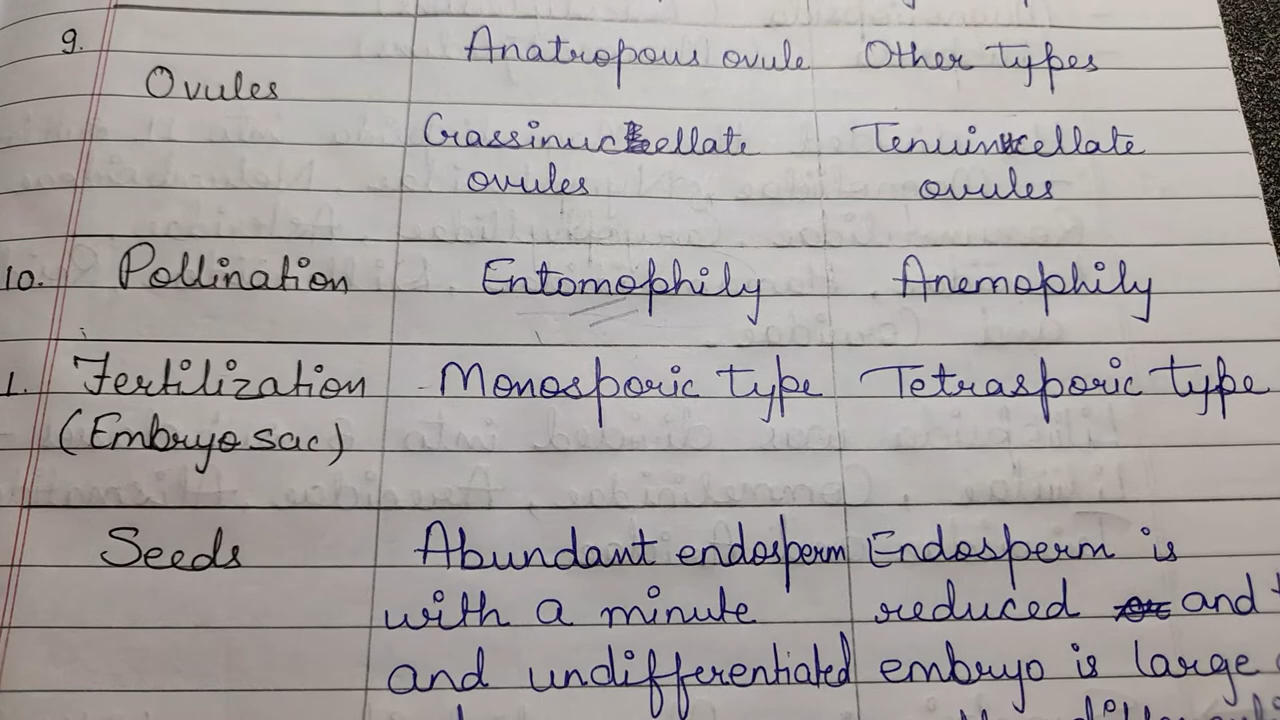 9. Ovules Anatropous ovule Other types
Crassinucellate Tenuinucellate
ovules ovules
10. Pollination Entomophily Anemophily
1. Fertilization Monosporic type Tetrasporic type
(Embryo sac)
Seeds Abundant endosperm Endosperm is
with a minute reduced and
and undifferentiated embryo is large